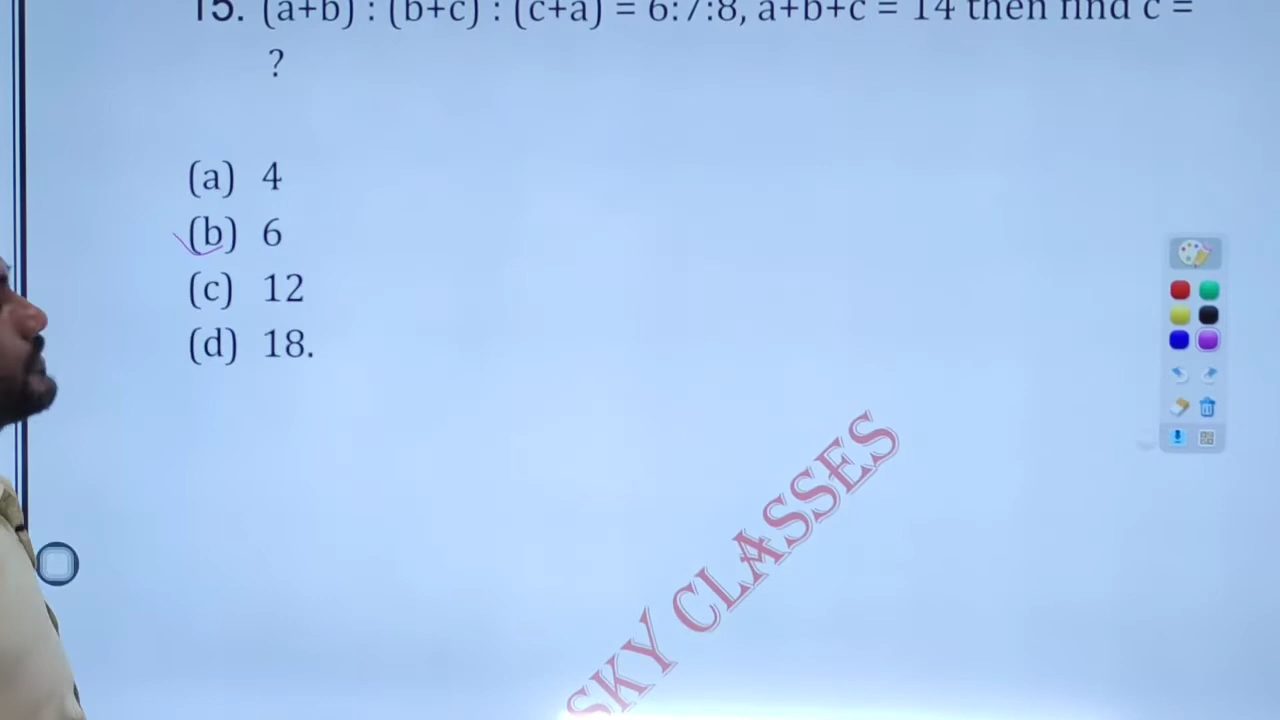 15. (a+b) : (b+c) : (c+a) = 6:7:8, a+b+c = 14 then find c =
?
(a) 4
(b) 6
(c) 12
(d) 18.
SKY CLASSES